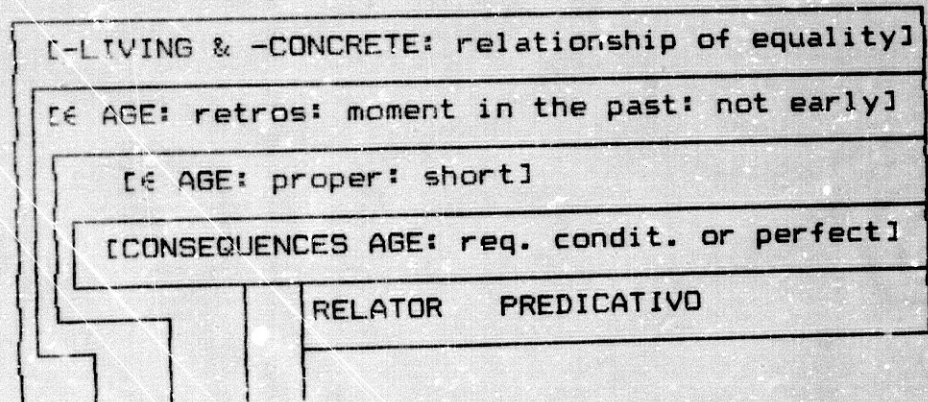 [-LIVING & -CONCRETE: relationship of equality]
[∈ AGE: retros: moment in the past: not early]
[∈ AGE: proper: short]
[CONSEQUENCES AGE: req. condit. or perfect]
RELATOR PREDICATIVO